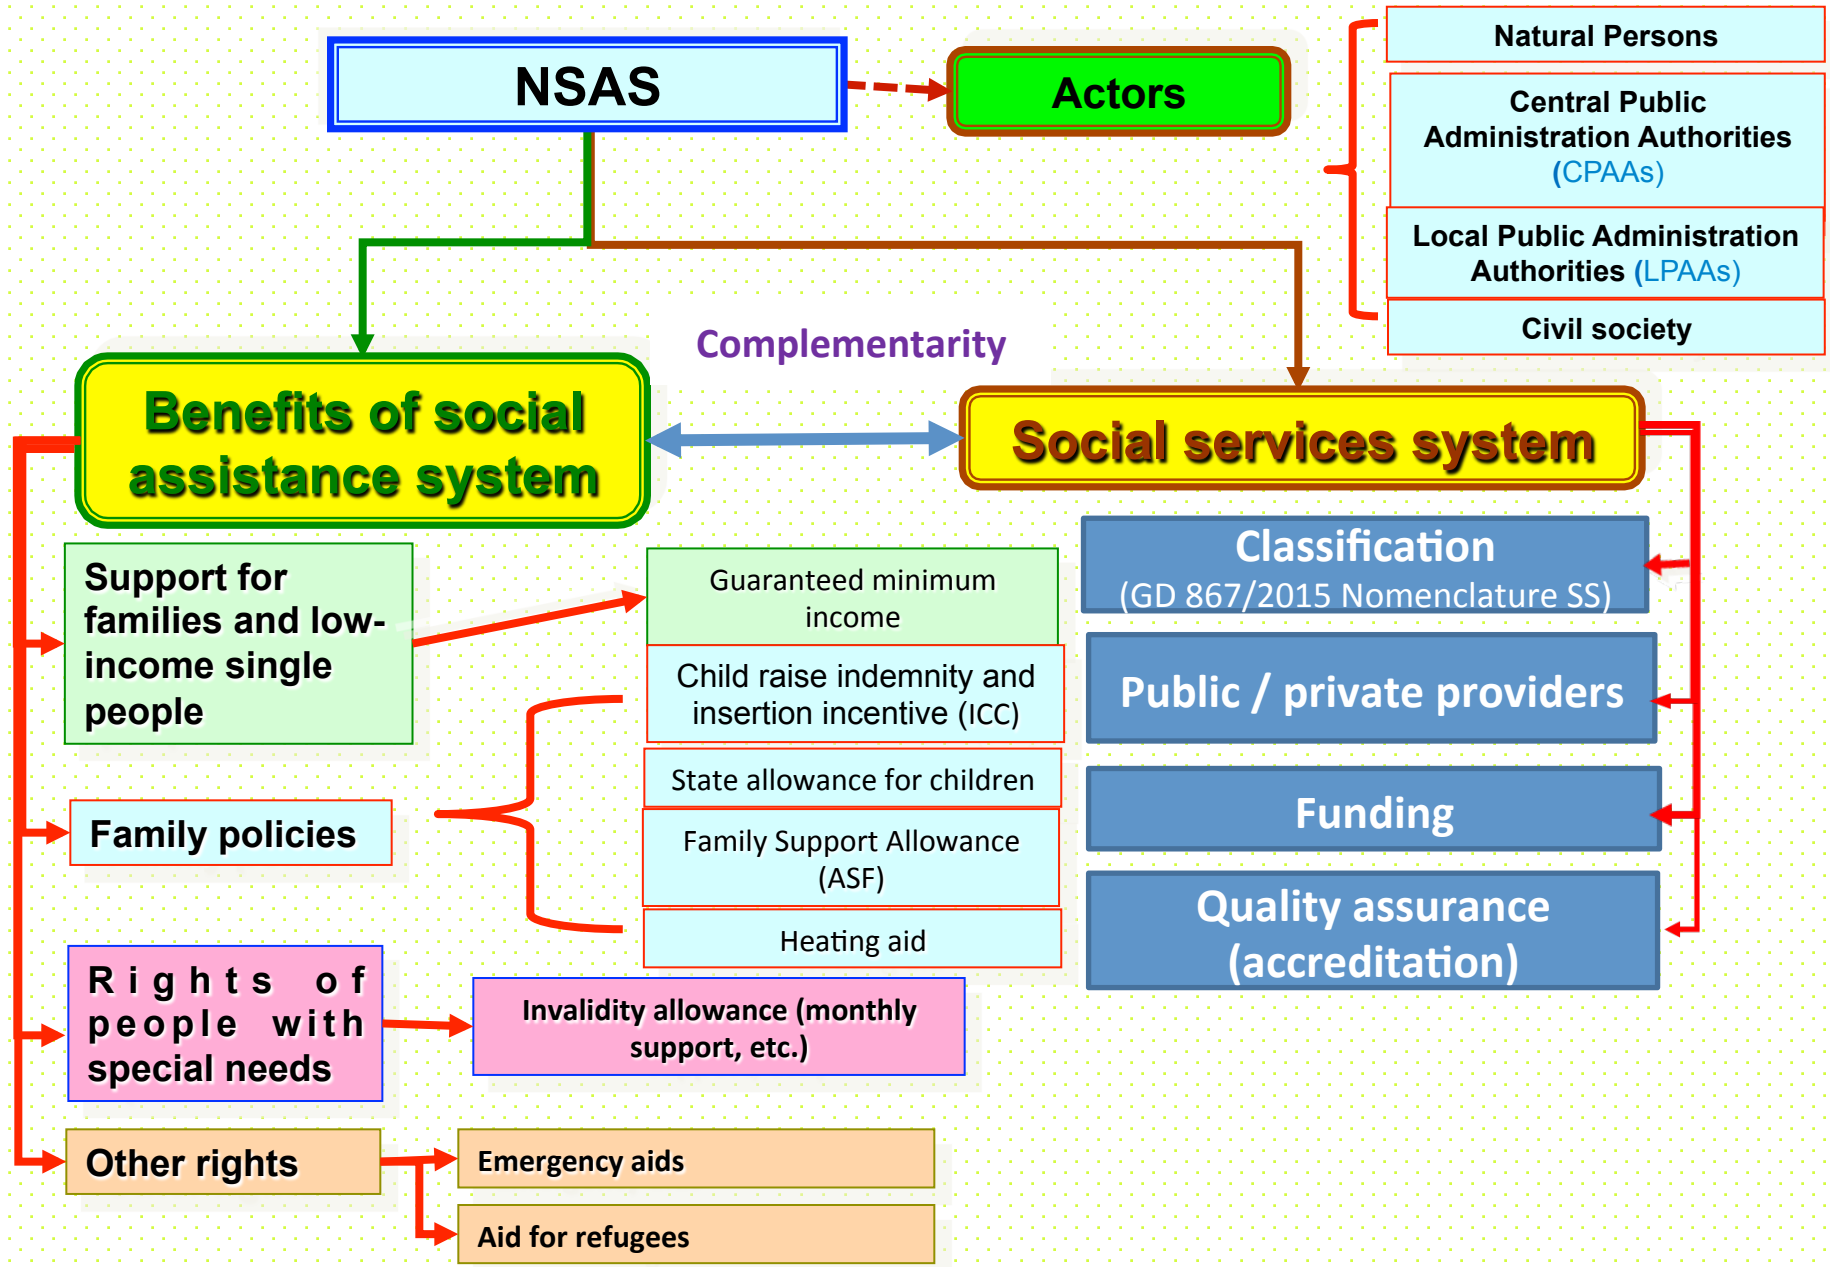 NSAS
Actors
Natural Persons
Central Public
Administration Authorities
(CPAAs)
Local Public Administration
Authorities (LPAAs)
Civil society
Complementarity
Benefits of social
assistance system
Social services system
Support for
families and low-
income single
people
Guaranteed minimum
income
Child raise indemnity and
insertion incentive (ICC)
State allowance for children
Family Support Allowance
(ASF)
Heating aid
Family policies
Rights of
people with
special needs
Invalidity allowance (monthly
support, etc.)
Other rights
Emergency aids
Aid for refugees
Classification
(GD 867/2015 Nomenclature SS)
Public / private providers
Funding
Quality assurance
(accreditation)